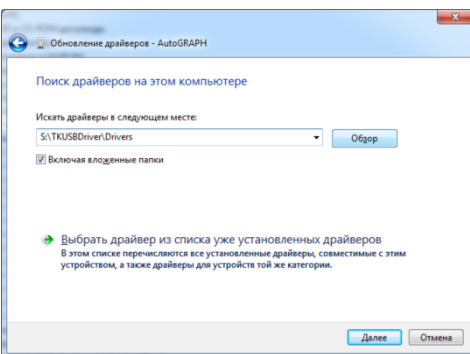 Обновление драйверов - AutoGRAPH
Поиск драйверов на этом компьютере
Искать драйверы в следующем месте:
S:\TKUSBDriver\Drivers
Обзор
Включая вложенные папки
Выбрать драйвер из списка уже установленных драйверов
В этом списке перечисляются все установленные драйверы, совместимые с этим
устройством, а также драйверы для устройств той же категории.
Далее
Отмена